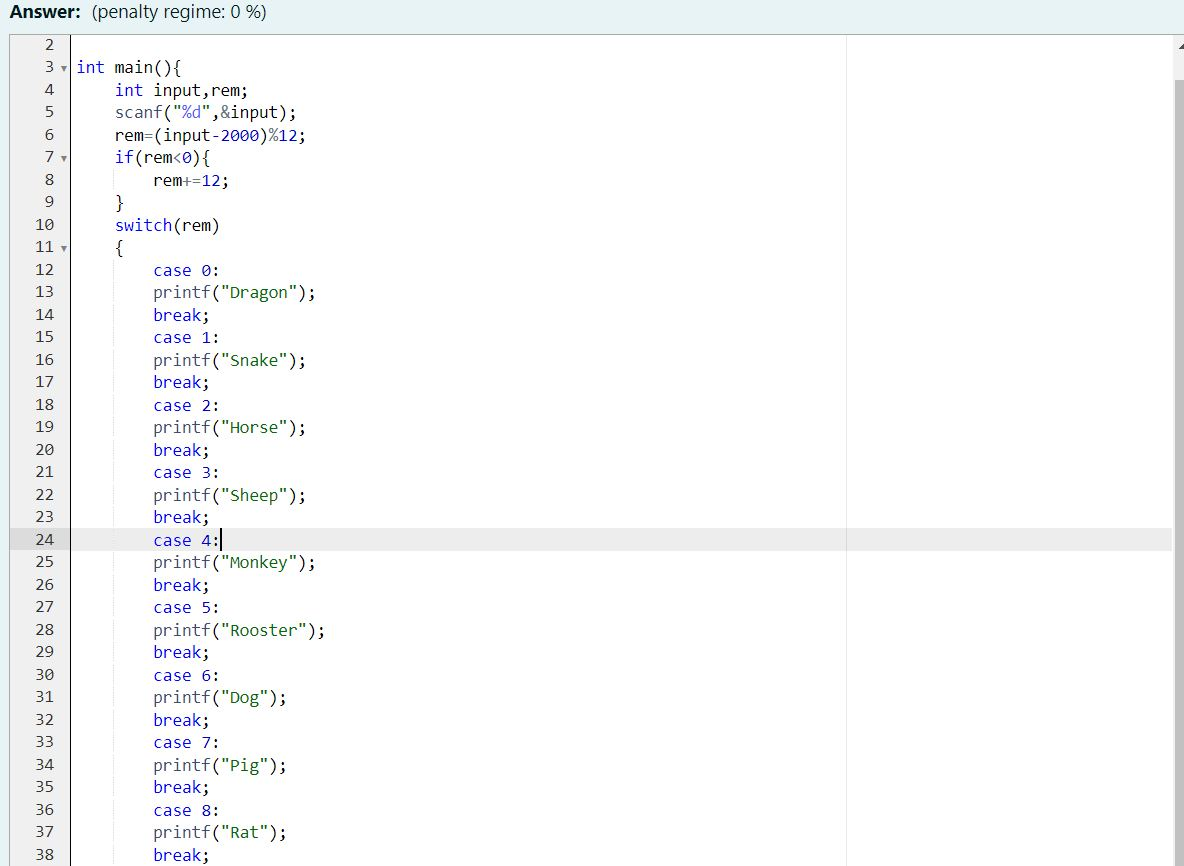 Answer: (penalty regime: 0 %)
2
3 int main(){
4 int input,rem;
5 scanf("%d",&input);
6 rem=(input-2000)%12;
7 if(rem<0){
8 rem+=12;
9 }
10 switch(rem)
11 {
12 case 0:
13 printf("Dragon");
14 break;
15 case 1:
16 printf("Snake");
17 break;
18 case 2:
19 printf("Horse");
20 break;
21 case 3:
22 printf("Sheep");
23 break;
24 case 4:
25 printf("Monkey");
26 break;
27 case 5:
28 printf("Rooster");
29 break;
30 case 6:
31 printf("Dog");
32 break;
33 case 7:
34 printf("Pig");
35 break;
36 case 8:
37 printf("Rat");
38 break;